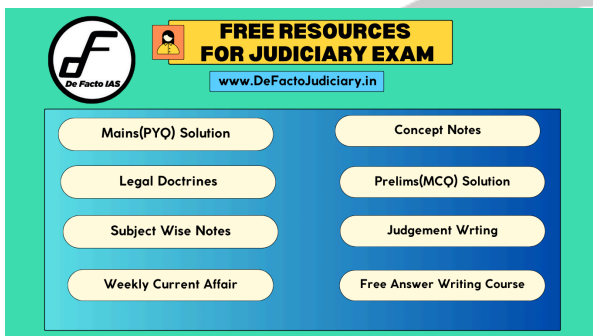 De Facto IAS
FREE RESOURCES
FOR JUDICIARY EXAM
www.DeFactoJudiciary.in
Mains(PYQ) Solution
Concept Notes
Legal Doctrines
Prelims(MCQ) Solution
Subject Wise Notes
Judgement Wrting
Weekly Current Affair
Free Answer Writing Course